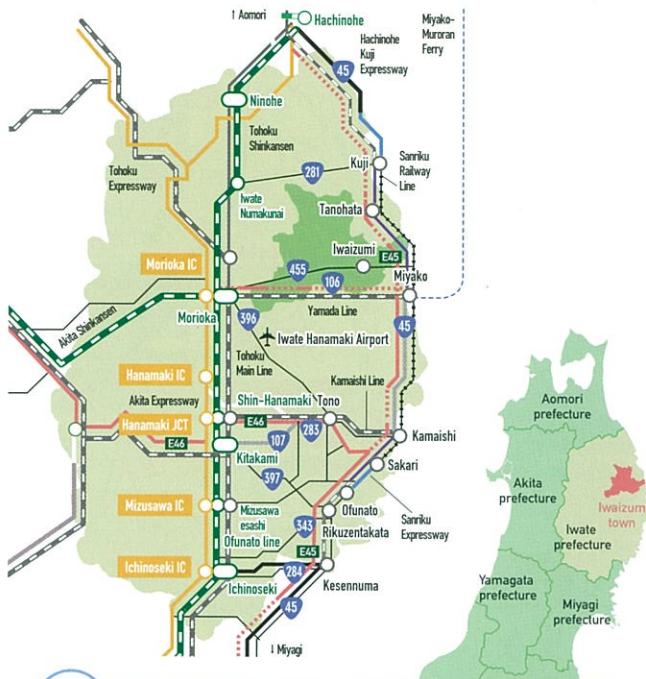 ↑ Aomori
Hachinohe
Miyako-
Muroran
Ferry
Hachinohe
Kuji
Expressway
45
Ninohe
Tohoku
Shinkansen
Tohoku
Expressway
Kuji
Sanriku
Railway
Line
281
Iwate
Numakunai
Tanohata
Morioka IC
Iwaizumi
E45
455
106
Miyako
Akita Shinkansen
Morioka
396
Yamada Line
45
Iwate Hanamaki Airport
Tohoku
Main Line
Hanamaki IC
Kamaishi Line
Akita Expressway
Shin-Hanamaki
Tono
Hanamaki JCT
E46
E46
283
107
Kamaishi
Kitakami
Sakari
397
Mizusawa IC
Mizusawa
esashi
Ofunato
Sanriku
Expressway
Ofunato line
343
Rikuzentakata
E45
Ichinoseki IC
284
Kesennuma
Ichinoseki
45
↓ Miyagi
Aomori
prefecture
Akita
prefecture
Iwaizumi
town
Iwate
prefecture
Yamagata
prefecture
Miyagi
prefecture